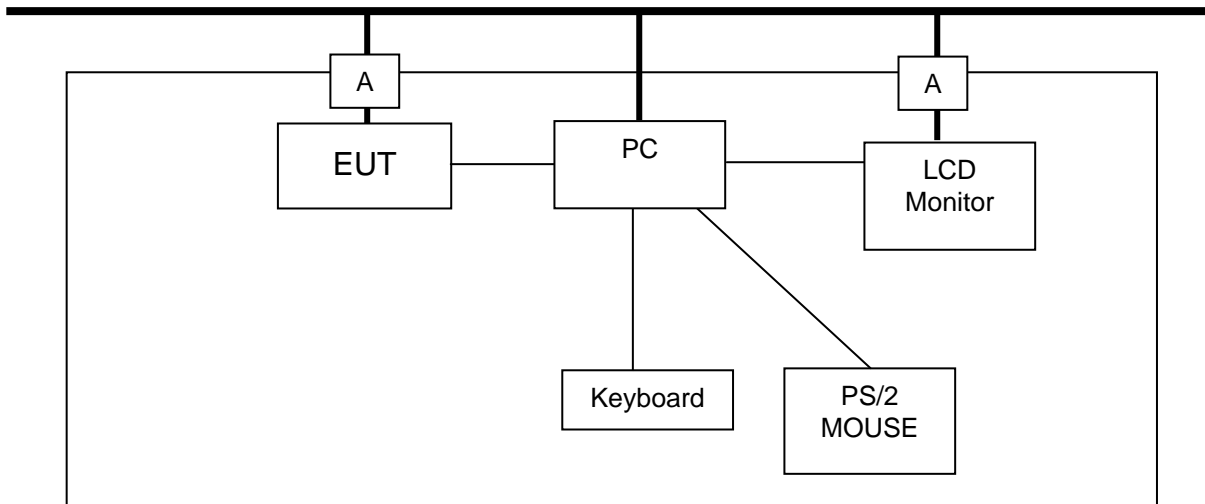 A
A
EUT
PC
LCD
Monitor
Keyboard
PS/2
MOUSE